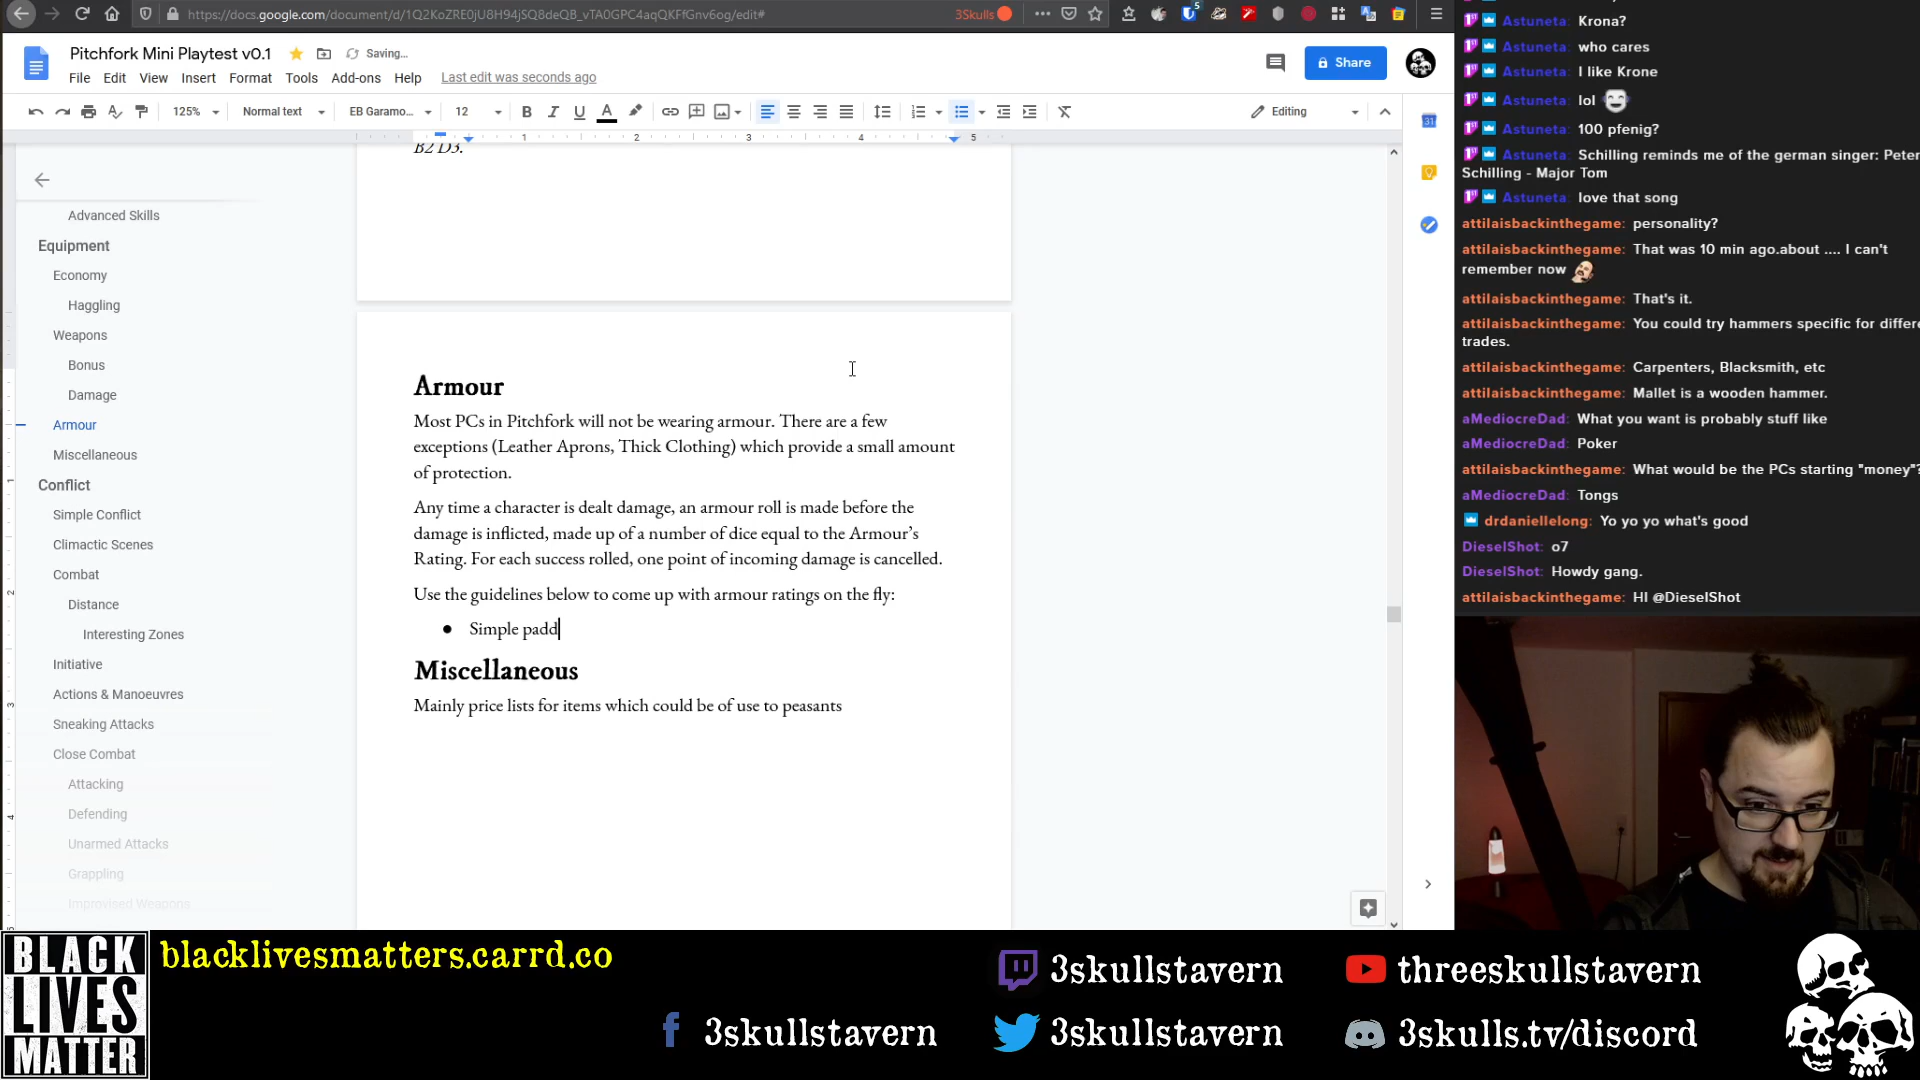 https://docs.google.com/document/d/1Q2KoZRE0jU8H94jSQ8deQB_vTA0GPC4aqQKFfGnv6og/edit#
3Skulls
5
Pitchfork Mini Playtest v0.1
Saving...
File Edit View Insert Format Tools Add-ons Help
Last edit was seconds ago
Share
125%
Normal text
EB Garamo...
12
B I U A
Editing
1 2 3 4 5
Advanced Skills
Equipment
Economy
Haggling
Weapons
Bonus
Damage
Armour
Miscellaneous
Conflict
Simple Conflict
Climactic Scenes
Combat
Distance
Interesting Zones
Initiative
Actions & Manoeuvres
Sneaking Attacks
Close Combat
Attacking
Defending
Unarmed Attacks
Grappling
Improvised Weapons
B2 D3.
Armour
Most PCs in Pitchfork will not be wearing armour. There are a few
exceptions (Leather Aprons, Thick Clothing) which provide a small amount
of protection.
Any time a character is dealt damage, an armour roll is made before the
damage is inflicted, made up of a number of dice equal to the Armour's
Rating. For each success rolled, one point of incoming damage is cancelled.
Use the guidelines below to come up with armour ratings on the fly:
● Simple padd
Miscellaneous
Mainly price lists for items which could be of use to peasants
Astuneta: Krona?
Astuneta: who cares
Astuneta: I like Krone
Astuneta: lol
Astuneta: 100 pfenig?
Astuneta: Schilling reminds me of the german singer: Peter
Schilling - Major Tom
Astuneta: love that song
attilaisbackinthegame: personality?
attilaisbackinthegame: That was 10 min ago.about .... I can't
remember now
attilaisbackinthegame: That's it.
attilaisbackinthegame: You could try hammers specific for differe
trades.
attilaisbackinthegame: Carpenters, Blacksmith, etc
attilaisbackinthegame: Mallet is a wooden hammer.
aMediocreDad: What you want is probably stuff like
aMediocreDad: Poker
attilaisbackinthegame: What would be the PCs starting "money"?
aMediocreDad: Tongs
drdaniellelong: Yo yo yo what's good
DieselShot: o7
DieselShot: Howdy gang.
attilaisbackinthegame: HI @DieselShot
BLACK
LIVES
MATTER
blacklivesmatters.carrd.co
3skullstavern
threeskullstavern
3skullstavern
3skullstavern
3skulls.tv/discord